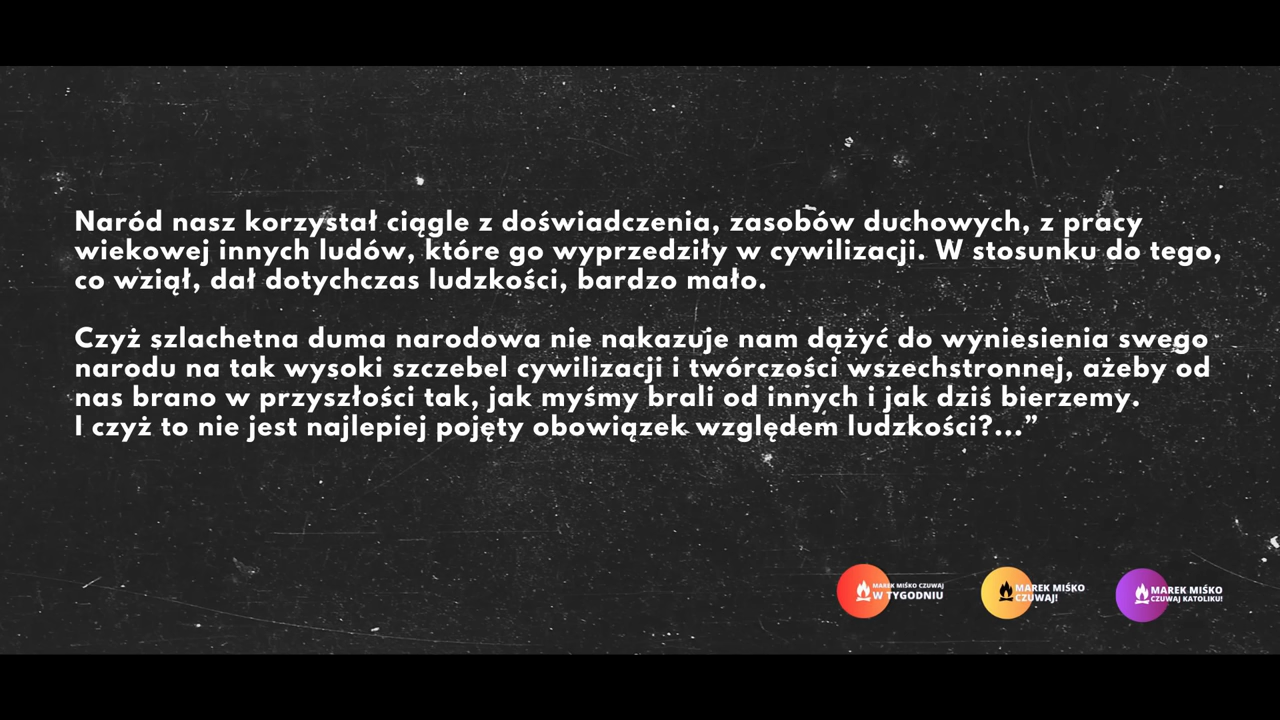 Naród nasz korzystał ciągle z doświadczenia, zasobów duchowych, z pracy
wiekowej innych ludów, które go wyprzedziły w cywilizacji. W stosunku do tego,
co wziął, dał dotychczas ludzkości, bardzo mało.
Czyż szlachetna duma narodowa nie nakazuje nam dążyć do wyniesienia swego
narodu na tak wysoki szczebel cywilizacji i twórczości wszechstronnej, ażeby od
nas brano w przyszłości tak, jak myśmy brali od innych i jak dziś bierzemy.
I czyż to nie jest najlepiej pojęty obowiązek względem ludzkości?...”
MAREK MIŚKO CZUWAJ
W TYGODNIU
MAREK MIŚKO
CZUWAJ!
MAREK MIŚKO
CZUWAJ KATOLIKU!